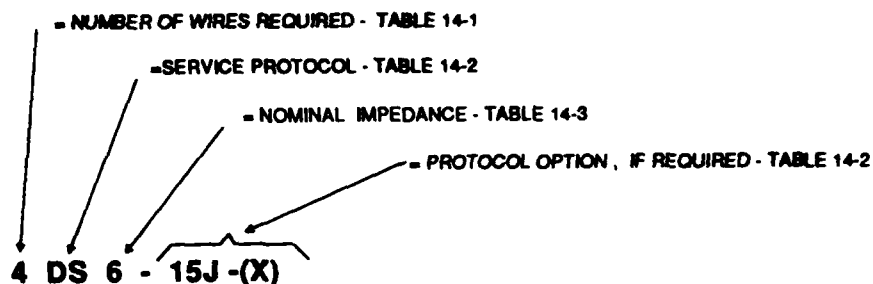 = NUMBER OF WIRES REQUIRED - TABLE 14-1
=SERVICE PROTOCOL - TABLE 14-2
= NOMINAL IMPEDANCE - TABLE 14-3
= PROTOCOL OPTION , IF REQUIRED - TABLE 14-2
4 DS 6 - 15J -(X)